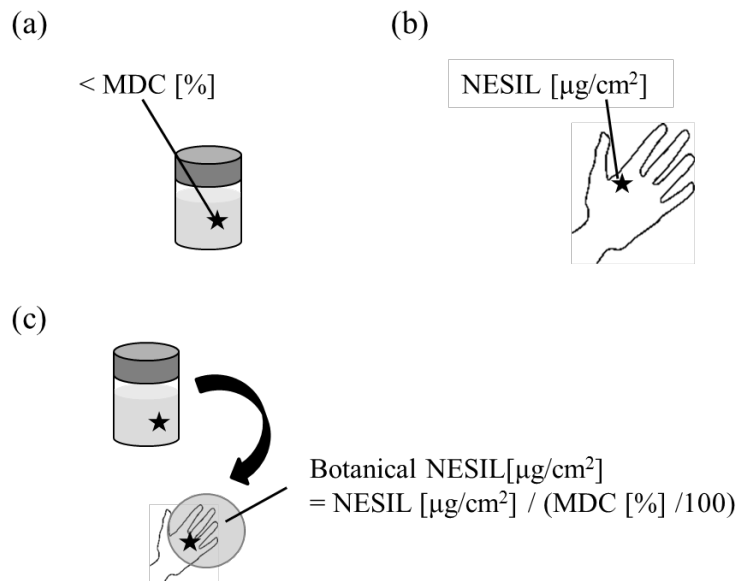 (a)
< MDC [%]
(b)
NESIL [μg/cm²]
(c)
Botanical NESIL[μg/cm²]
= NESIL [μg/cm²] / (MDC [%] /100)